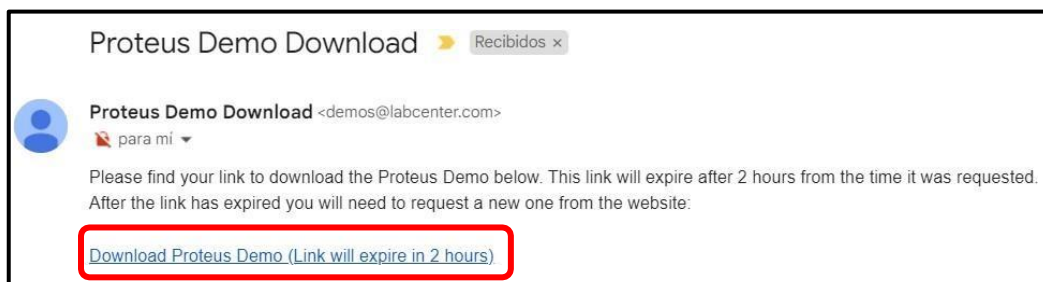 Proteus Demo Download Recibidos ×
Proteus Demo Download <demos@labcenter.com>
para mí
Please find your link to download the Proteus Demo below. This link will expire after 2 hours from the time it was requested.
After the link has expired you will need to request a new one from the website:
Download Proteus Demo (Link will expire in 2 hours)